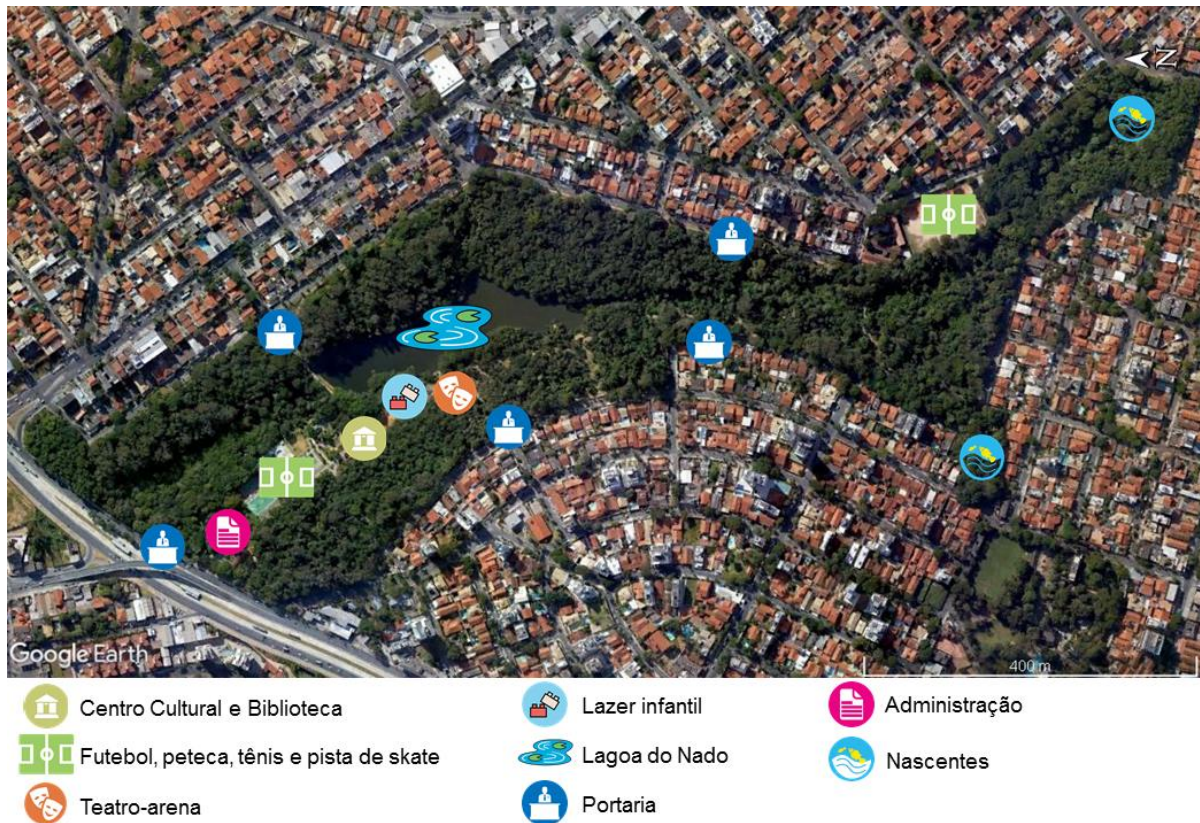 N
Google Earth
400 m
Centro Cultural e Biblioteca
Lazer infantil
Administração
Futebol, peteca, tênis e pista de skate
Lagoa do Nado
Nascentes
Teatro-arena
Portaria